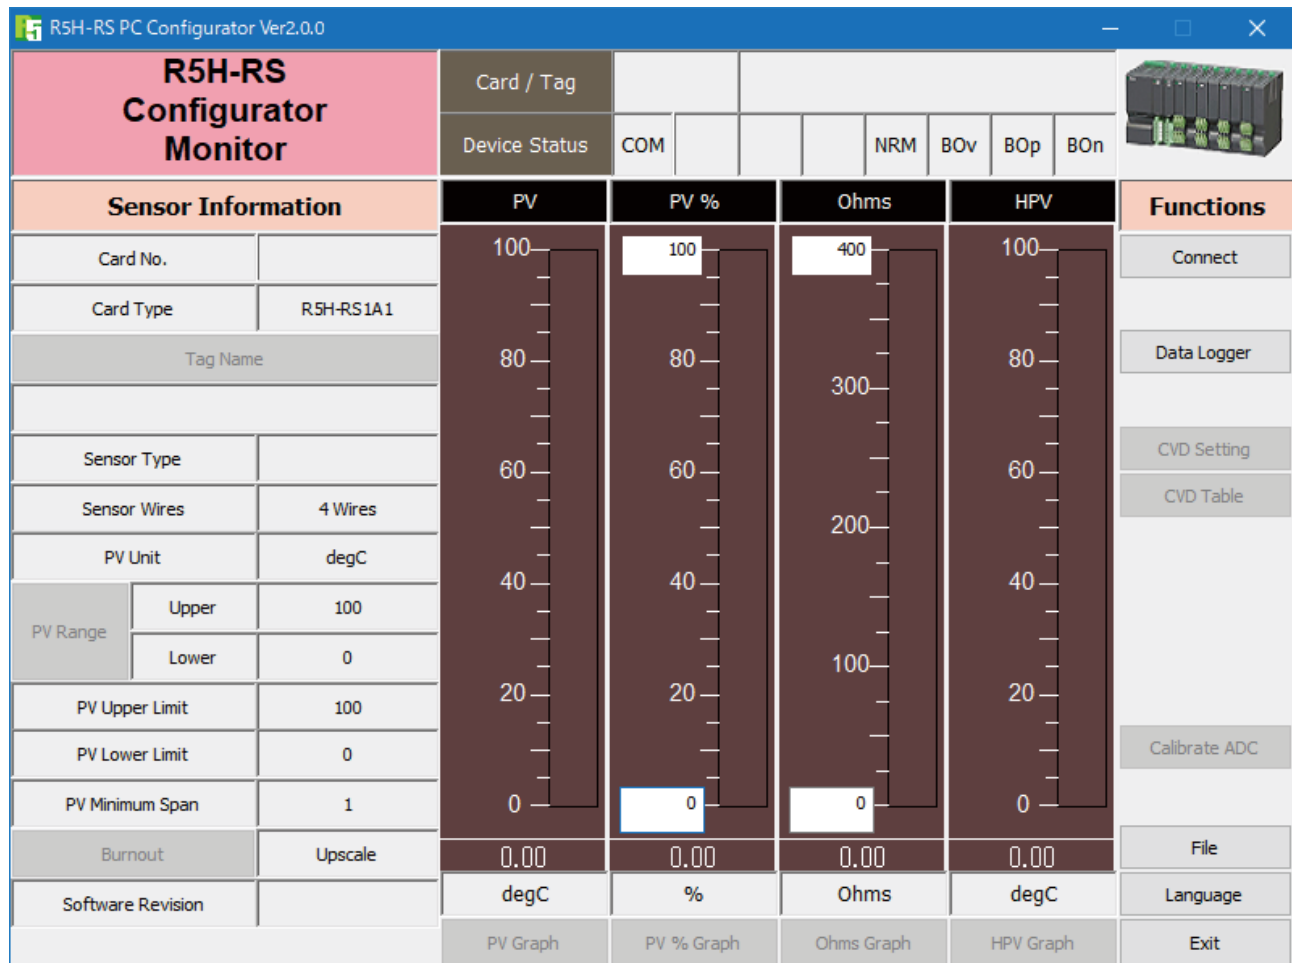 R5H-RS PC Configurator Ver2.0.0
R5H-RS
Configurator
Monitor
Card / Tag
Device Status
COM
NRM
BOv
BOp
BOn
Sensor Information
Card No.
Card Type
R5H-RS1A1
Tag Name
Sensor Type
Sensor Wires
4 Wires
PV Unit
degC
PV Range
Upper
100
Lower
0
PV Upper Limit
100
PV Lower Limit
0
PV Minimum Span
1
Burnout
Upscale
Software Revision
PV
100
80
60
40
20
0
0.00
degC
PV Graph
PV %
100
80
60
40
20
0
0.00
%
PV % Graph
Ohms
400
300
200
100
0
0.00
Ohms
Ohms Graph
HPV
100
80
60
40
20
0
0.00
degC
HPV Graph
Functions
Connect
Data Logger
CVD Setting
CVD Table
Calibrate ADC
File
Language
Exit